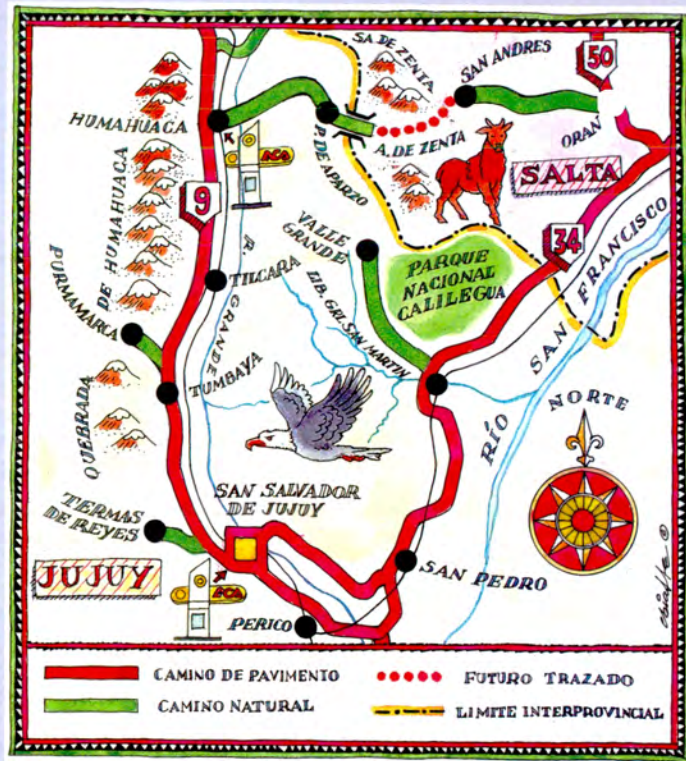 SA. DE ZENTA
SAN ANDRES
50
HUMAHUACA
P. DE APARZO
A. DE ZENTA
ORAN
ACA
SALTA
9
DE HUMAHUACA
VALLE
GRANDE
34
PARQUE
NACIONAL
CALILEGUA
SAN FRANCISCO
PURMAMARCA
TILCARA
R.
GRANDE
LIB. GRL. SAN MARTIN
TUMBAYA
QUEBRADA
RÍO
NORTE
SAN SALVADOR
DE JUJUY
TERMAS
DE REYES
JUJUY
ACA
SAN PEDRO
PERICO
CAMINO DE PAVIMENTO
FUTURO TRAZADO
CAMINO NATURAL
LIMITE INTERPROVINCIAL